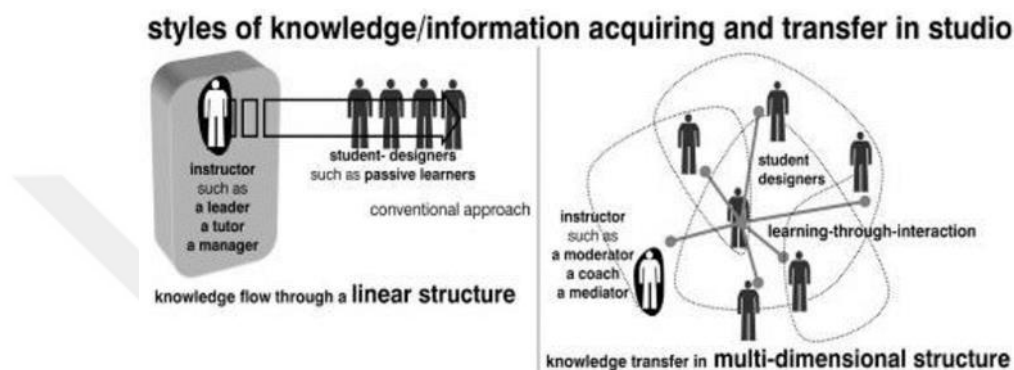 styles of knowledge/information acquiring and transfer in studio
instructor
such as
a leader
a tutor
a manager
student- designers
such as passive learners
conventional approach
knowledge flow through a linear structure
student
designers
instructor
such as
a moderator
a coach
a mediator
learning-through-interaction
knowledge transfer in multi-dimensional structure